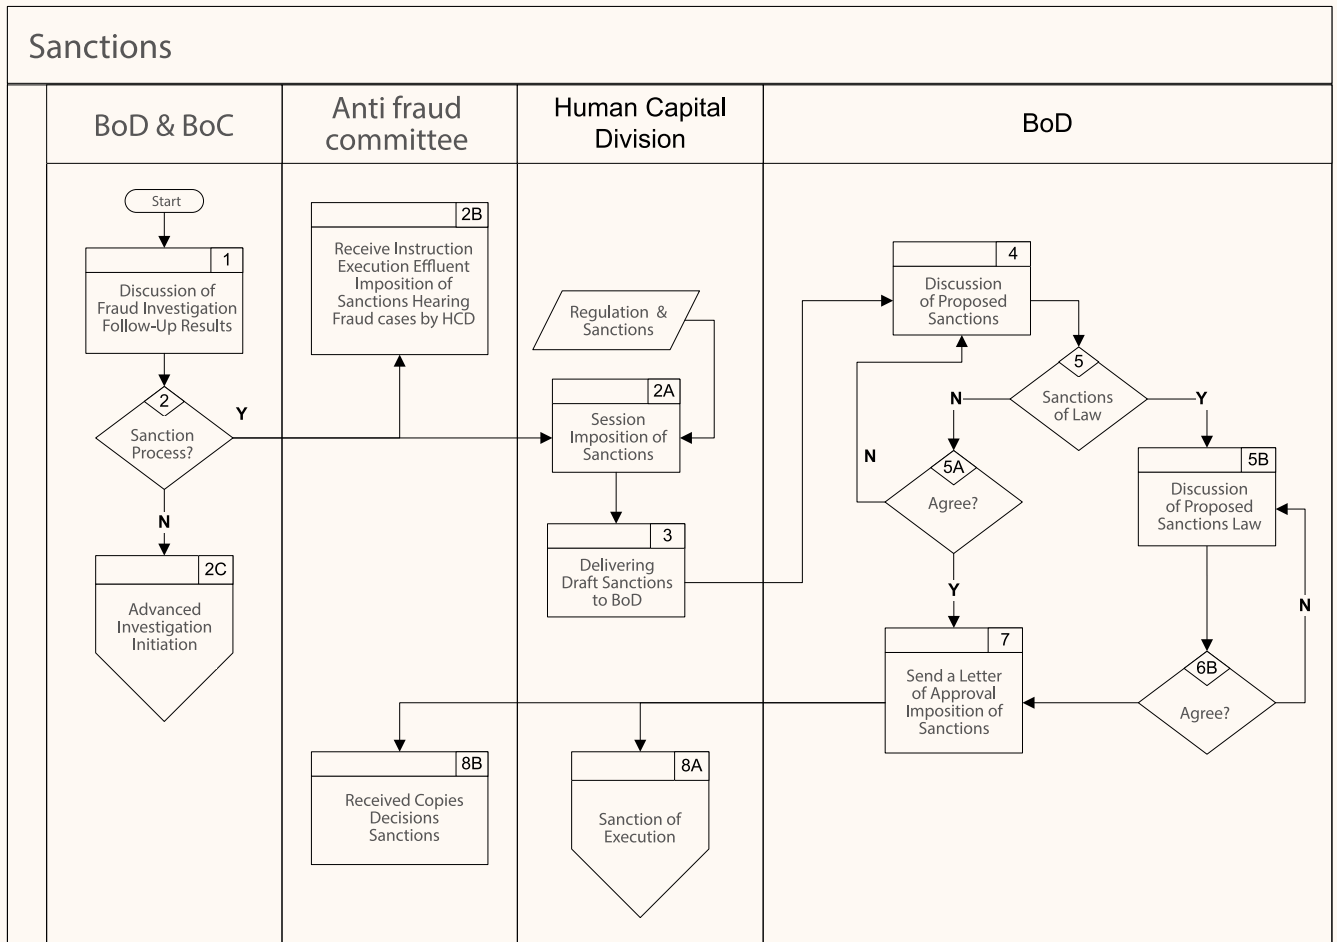 Sanctions
BoD & BoC
Anti fraud
committee
Human Capital
Division
BoD
Start
1
Discussion of
Fraud Investigation
Follow-Up Results
2
Sanction
Process?
Y
N
2C
Advanced
Investigation
Initiation
2B
Receive Instruction
Execution Effluent
Imposition of
Sanctions Hearing
Fraud cases by HCD
Regulation &
Sanctions
2A
Session
Imposition of
Sanctions
3
Delivering
Draft Sanctions
to BoD
4
Discussion
of Proposed
Sanctions
5
Sanctions
of Law
N
Y
5A
Agree?
N
Y
5B
Discussion
of Proposed
Sanctions Law
N
6B
Agree?
7
Send a Letter
of Approval
Imposition of
Sanctions
8B
Received Copies
Decisions
Sanctions
8A
Sanction of
Execution